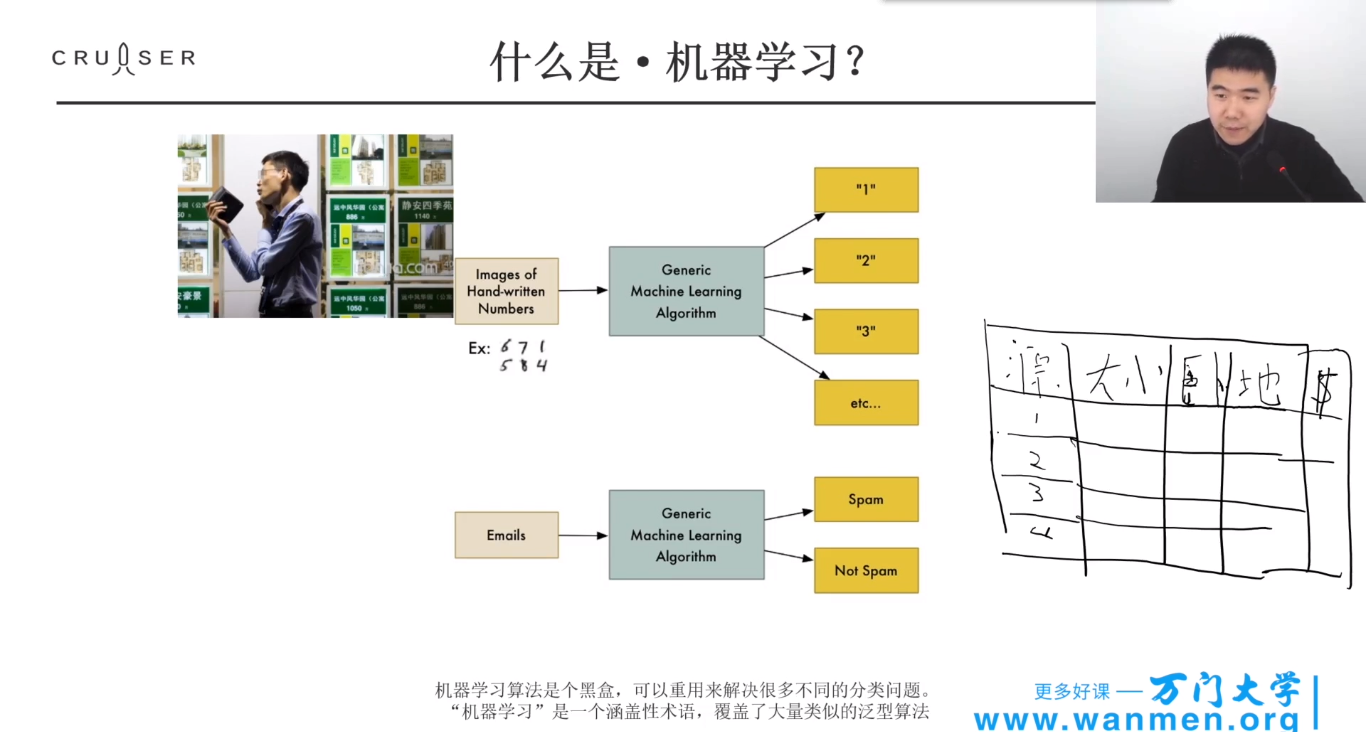 CRUISER
什么是·机器学习？
远中风华园（公寓
886
静安四季苑
1140
安豪景
远中风华园（公寓
1050
远中风华园（公寓
886
Images of
Hand-written
Numbers
Ex: 6 7 1
5 8 4
Generic
Machine Learning
Algorithm
"1"
"2"
"3"
etc...
Emails
Generic
Machine Learning
Algorithm
Spam
Not Spam
大小 地 $
1
2
3
4
机器学习算法是个黑盒，可以重用来解决很多不同的分类问题。
“机器学习”是一个涵盖性术语，覆盖了大量类似的泛型算法
更多好课 — 万门大学
www.wanmen.org